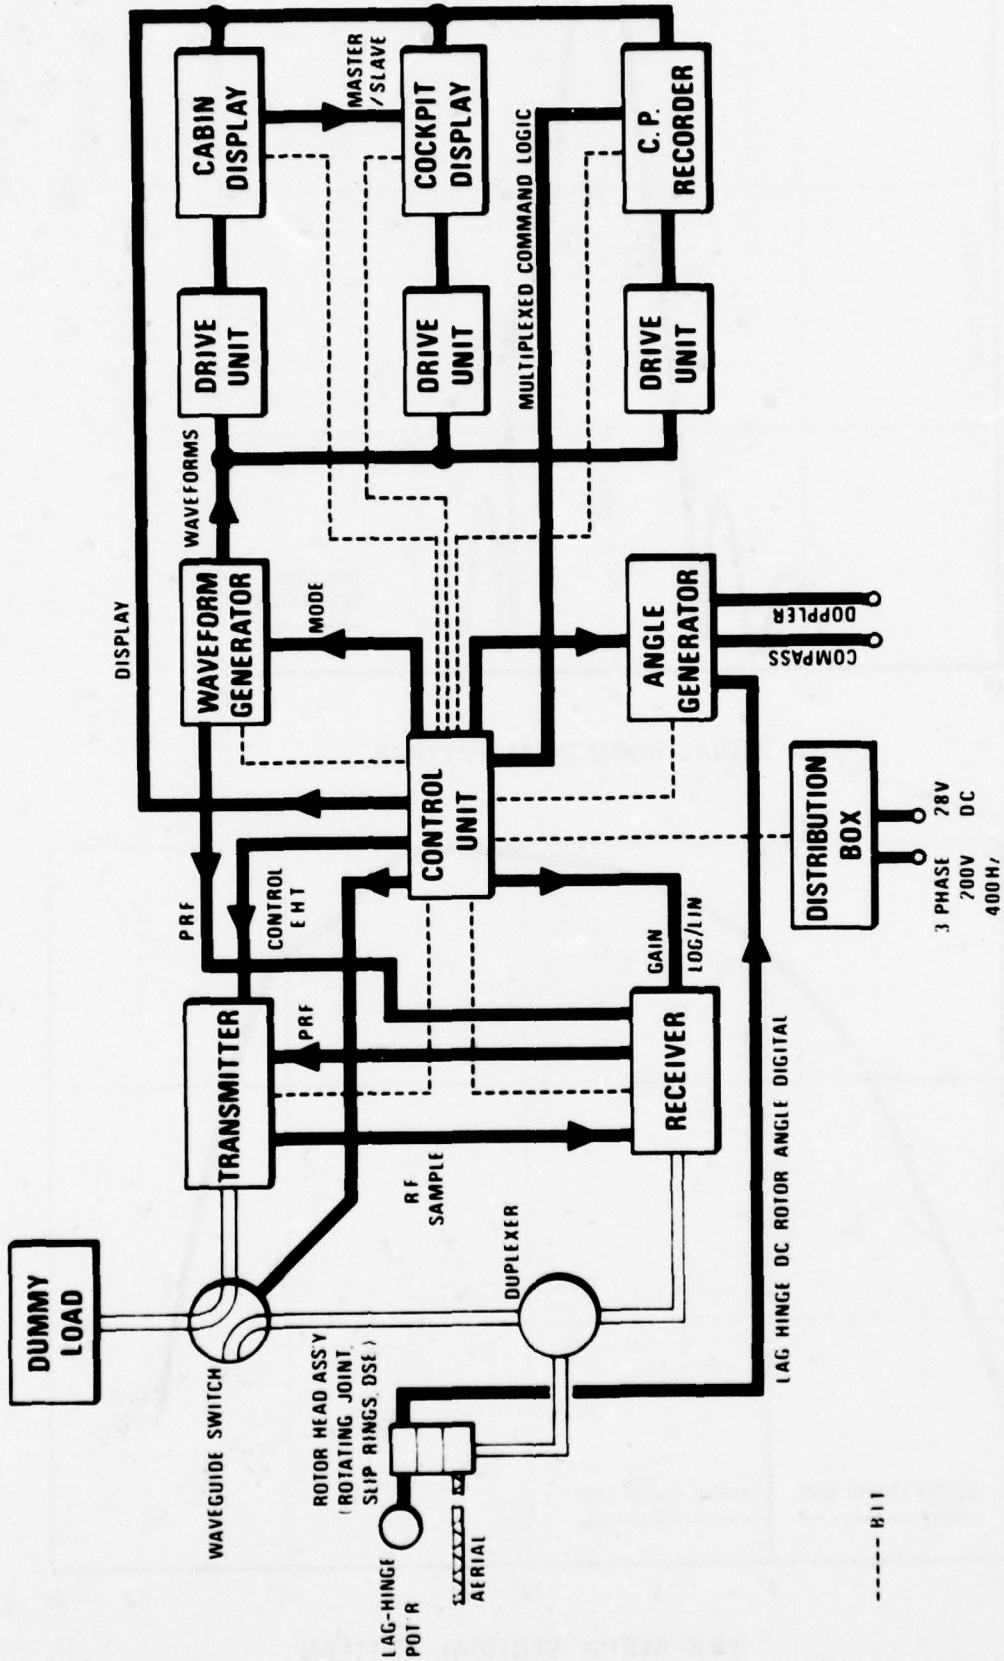 DUMMY
LOAD
WAVEGUIDE SWITCH
TRANSMITTER
PRF
CONTROL
EHT
DISPLAY
WAVEFORM
GENERATOR
WAVEFORMS
MODE
DRIVE
UNIT
CABIN
DISPLAY
MASTER
/SLAVE
DRIVE
UNIT
COCKPIT
DISPLAY
MULTIPLEXED COMMAND LOGIC
DRIVE
UNIT
C.P.
RECORDER
ROTOR HEAD ASS'Y
(ROTATING JOINT,
SLIP RINGS, DSE)
LAG-HINGE
POT'R
AERIAL
DUPLEXER
RF
SAMPLE
PRF
RECEIVER
GAIN
LOG/LIN
CONTROL
UNIT
ANGLE
GENERATOR
COMPASS
DOPPLER
DISTRIBUTION
BOX
3 PHASE
200V
400Hz
28V
DC
LAG HINGE DC ROTOR ANGLE DIGITAL
----- BIT